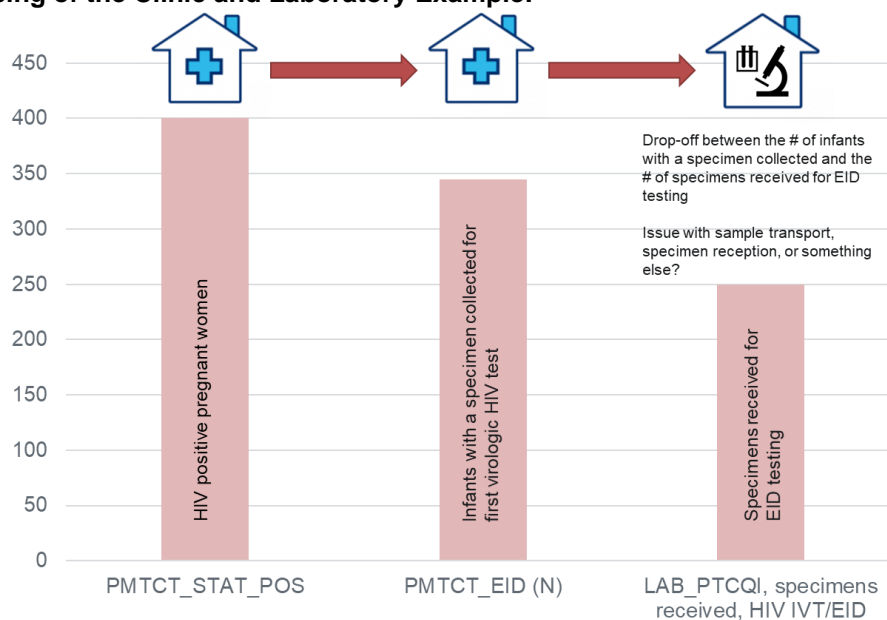 sing of the Clinic and Laboratory Example:
450
400
350
300
250
200
150
100
50
0
Drop-off between the # of infants
with a specimen collected and the
# of specimens received for EID
testing
Issue with sample transport,
specimen reception, or something
else?
HIV positive pregnant women
Infants with a specimen collected for
first virologic HIV test
Specimens received for
EID testing
PMTCT_STAT_POS
PMTCT_EID (N)
LAB_PTCQI, specimens
received, HIV IVT/EID